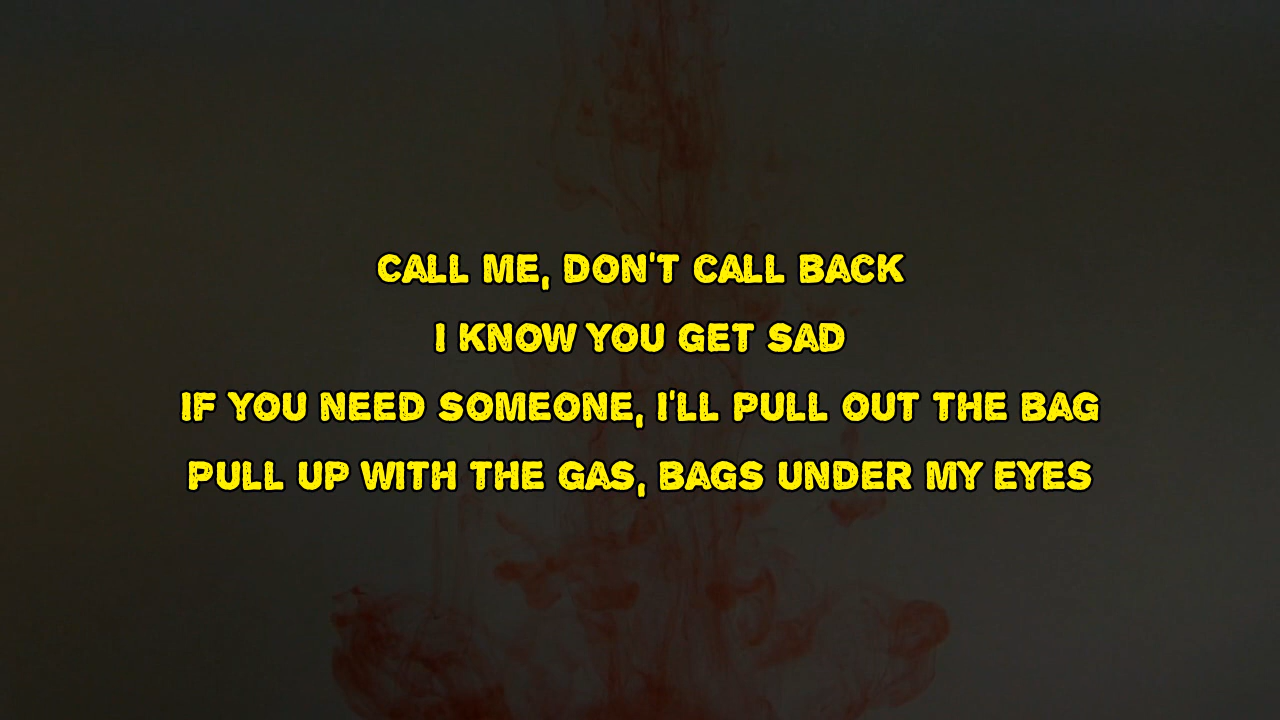 CALL ME, DON'T CALL BACK
I KNOW YOU GET SAD
IF YOU NEED SOMEONE, I'LL PULL OUT THE BAG
PULL UP WITH THE GAS, BAGS UNDER MY EYES